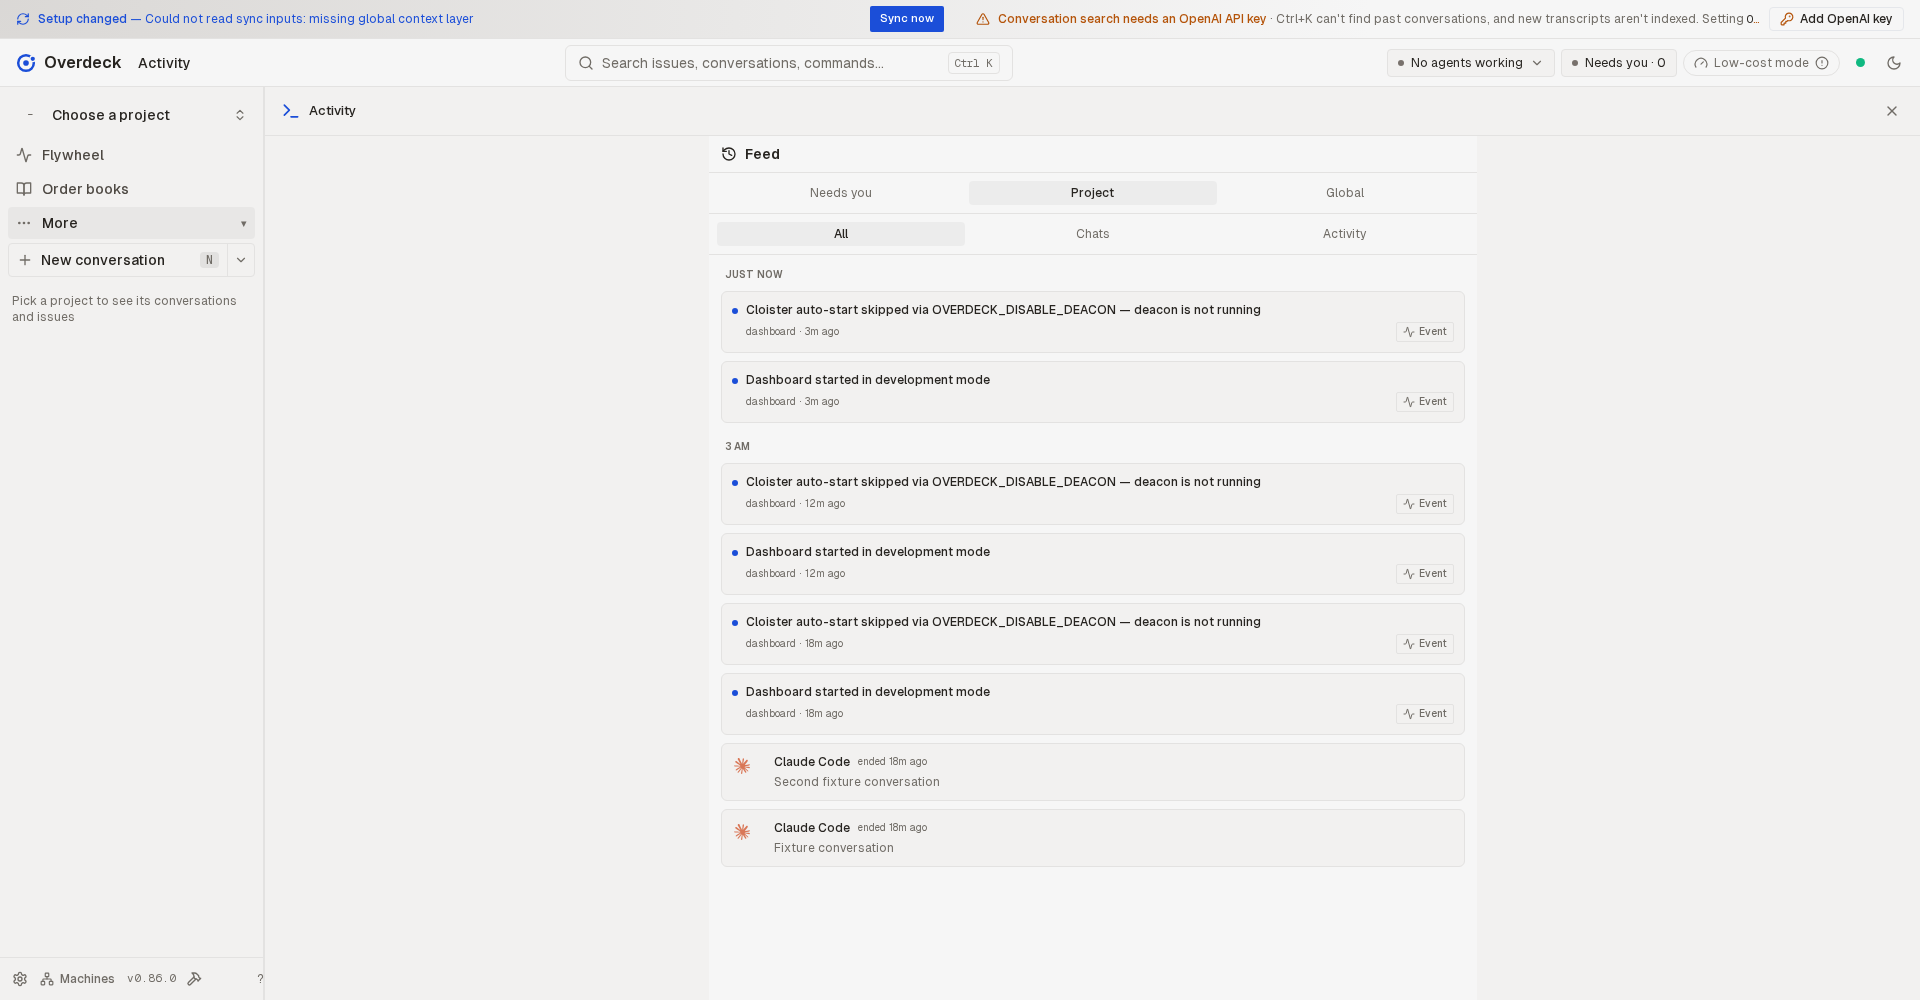 Setup changed — Could not read sync inputs: missing global context layer
Sync now
Conversation search needs an OpenAI API key · Ctrl+K can't find past conversations, and new transcripts aren't indexed. Setting o…
Add OpenAI key
Overdeck
Activity
Search issues, conversations, commands...
Ctrl K
No agents working
Needs you · 0
Low-cost mode
- Choose a project
Flywheel
Order books
More
New conversation
N
Pick a project to see its conversations
and issues
Activity
Feed
Needs you
Project
Global
All
Chats
Activity
JUST NOW
Cloister auto-start skipped via OVERDECK_DISABLE_DEACON — deacon is not running
dashboard · 3m ago
Event
Dashboard started in development mode
dashboard · 3m ago
Event
3 AM
Cloister auto-start skipped via OVERDECK_DISABLE_DEACON — deacon is not running
dashboard · 12m ago
Event
Dashboard started in development mode
dashboard · 12m ago
Event
Cloister auto-start skipped via OVERDECK_DISABLE_DEACON — deacon is not running
dashboard · 18m ago
Event
Dashboard started in development mode
dashboard · 18m ago
Event
Claude Code ended 18m ago
Second fixture conversation
Claude Code ended 18m ago
Fixture conversation
Machines
v0.86.0
?